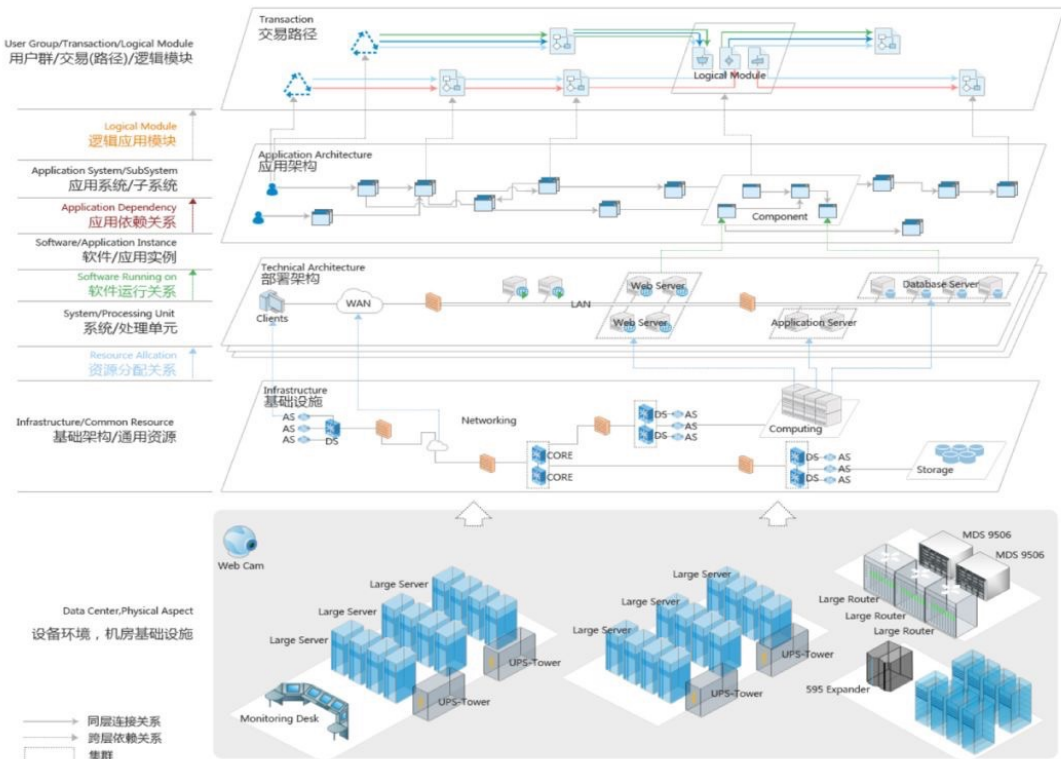 User Group/Transaction/Logical Module
用户群/交易(路径)/逻辑模块
Logical Module
逻辑应用模块
Application System/SubSystem
应用系统/子系统
Application Dependency
应用依赖关系
Software/Application Instance
软件/应用实例
Software Running on
软件运行关系
System/Processing Unit
系统/处理单元
Resource Allcation
资源分配关系
Infrastructure/Common Resource
基础架构/通用资源
Data Center,Physical Aspect
设备环境，机房基础设施
同层连接关系
跨层依赖关系
集群
Transaction
交易路径
Logical Module
Application Architecture
应用架构
Component
Technical Architecture
部署架构
Clients
WAN
LAN
Web Server
Web Server
Database Server
Application Server
Infrastructure
基础设施
AS
AS
AS
DS
Networking
CORE
CORE
DS
AS
AS
DS
AS
Computing
DS
AS
AS
DS
AS
Storage
Web Cam
Large Server
Large Server
Large Server
UPS-Tower
UPS-Tower
Monitoring Desk
Large Server
Large Server
Large Server
UPS-Tower
UPS-Tower
MDS 9506
MDS 9506
Large Router
Large Router
Large Router
595 Expander